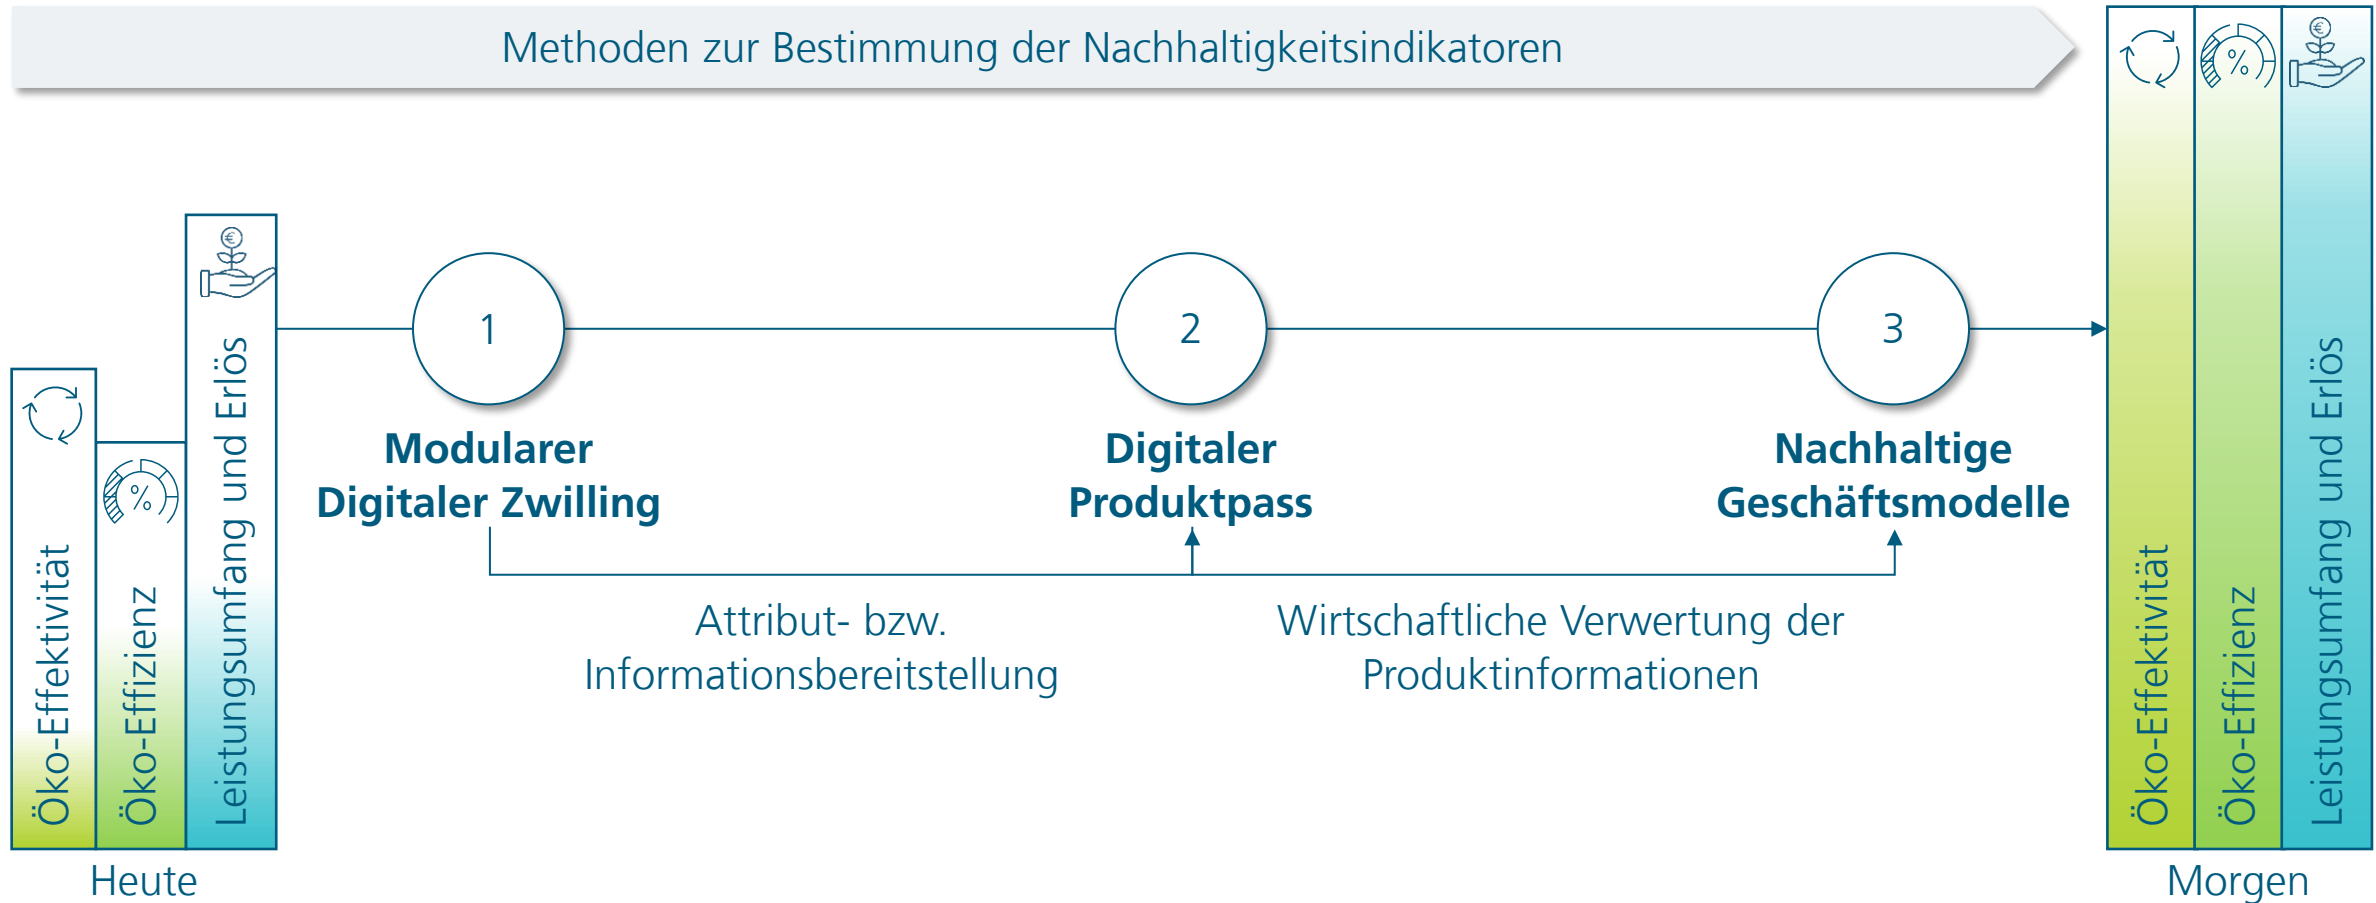 Methoden zur Bestimmung der Nachhaltigkeitsindikatoren
Öko-Effektivität
%
Öko-Effizienz
€
Leistungsumfang und Erlös
Heute
1
Modularer
Digitaler Zwilling
2
Digitaler
Produktpass
3
Nachhaltige
Geschäftsmodelle
Attribut- bzw.
Informationsbereitstellung
Wirtschaftliche Verwertung der
Produktinformationen
Öko-Effektivität
%
Öko-Effizienz
€
Leistungsumfang und Erlös
Morgen